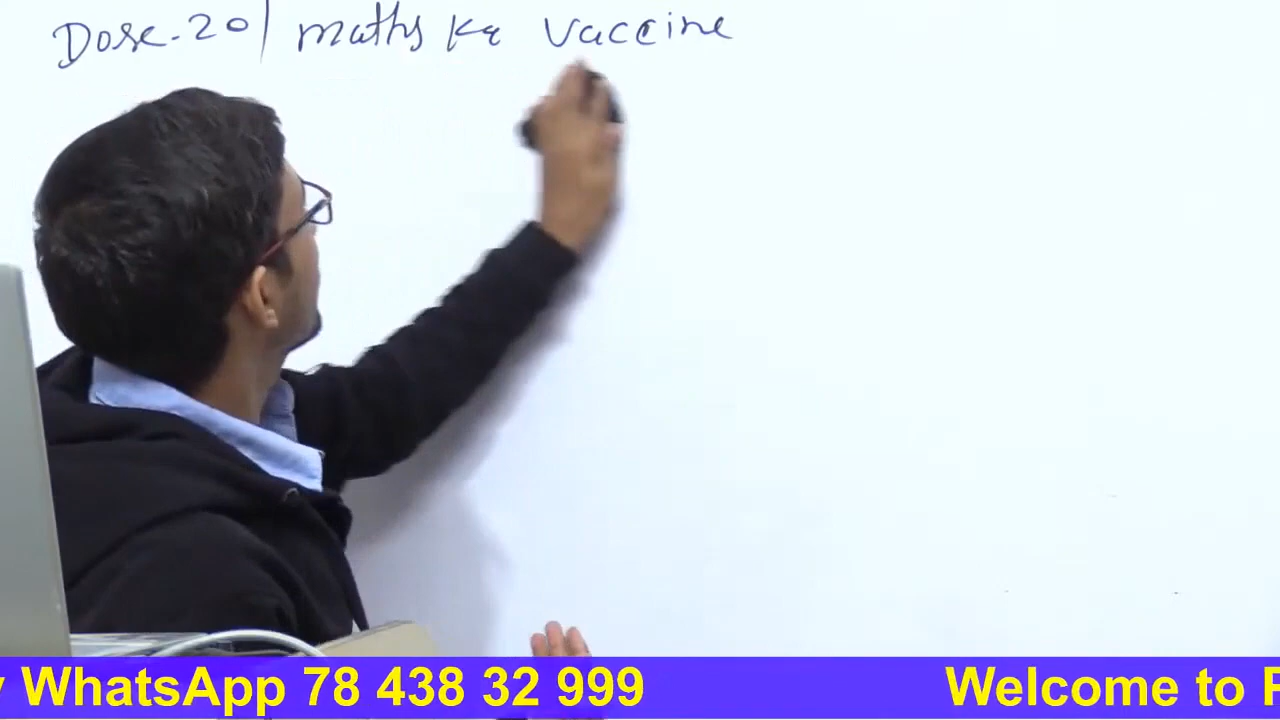 Dose-20| maths Ka vaccine
WhatsApp 78 438 32 999 Welcome to